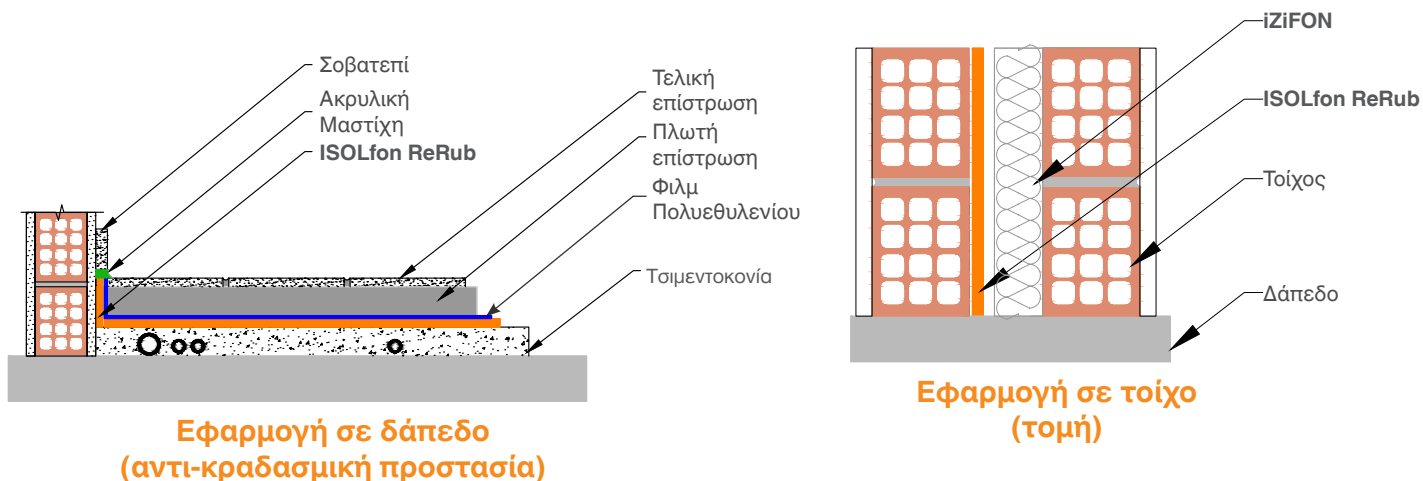 Σοβατεπί
Ακρυλική
Μαστίχη
ISOLfon ReRub
Τελική
επίστρωση
Πλωτή
επίστρωση
Φιλμ
Πολυεθυλενίου
Τσιμεντοκονία
Εφαρμογή σε δάπεδο
(αντι-κραδασμική προστασία)
iZiFON
ISOLfon ReRub
Τοίχος
Δάπεδο
Εφαρμογή σε τοίχο
(τομή)